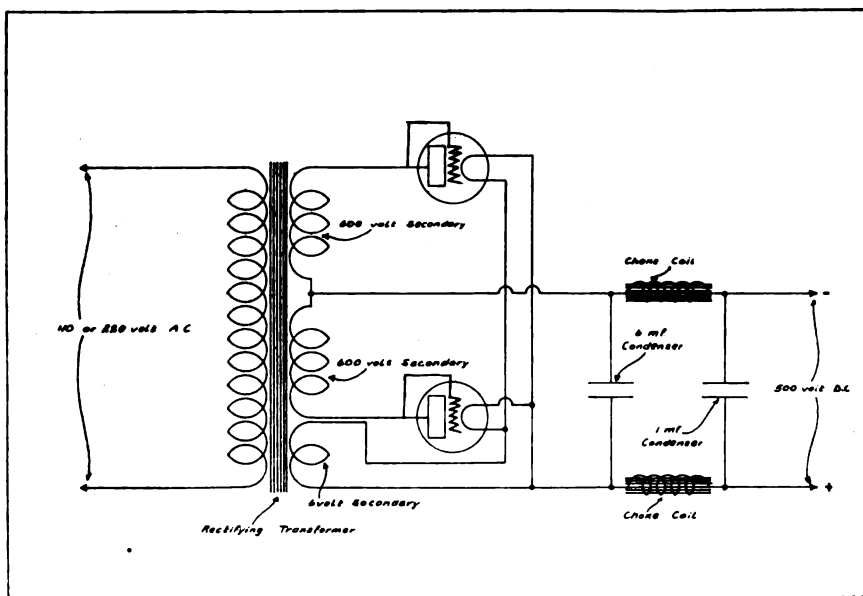 600 volt Secondary
Choke Coil
-
110 or 220 volt A C
6 mf
Condenser
600 volt Secondary
500 volt D.C.
1 mf
Condenser
6 volt Secondary
+
Rectifying Transformer
Choke Coil